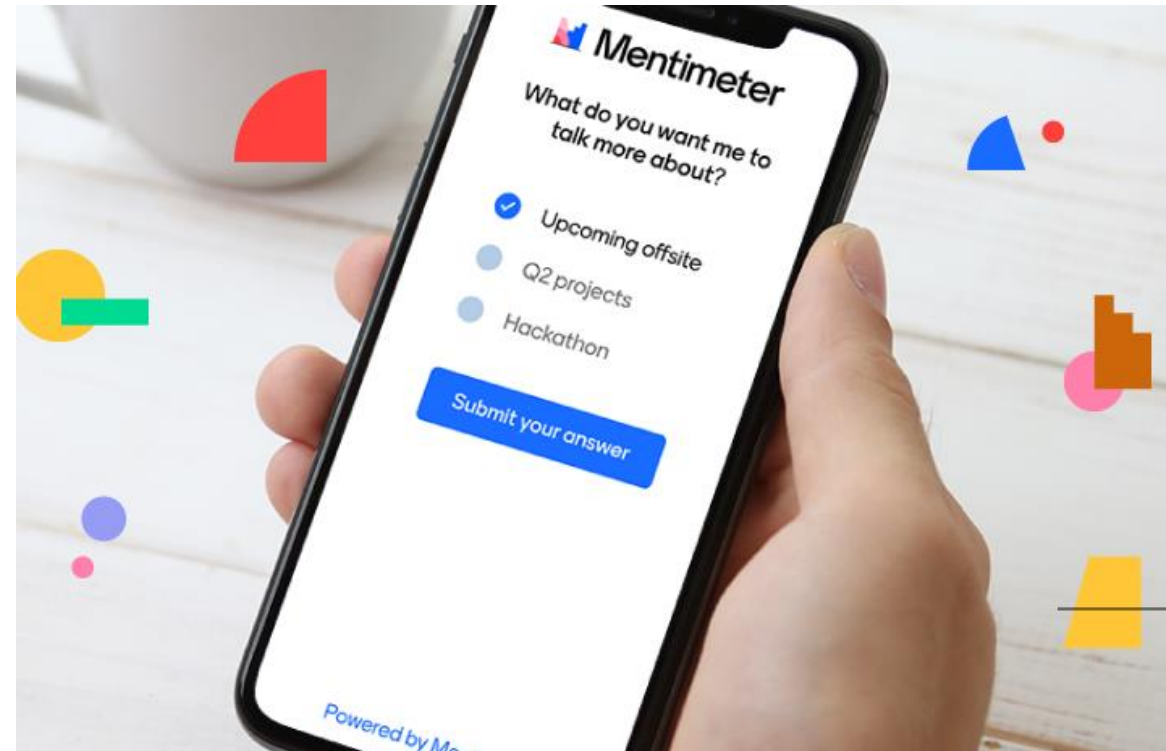 Mentimeter
What do you want me to
talk more about?
Upcoming offsite
Q2 projects
Hackathon
Submit your answer
Powered by